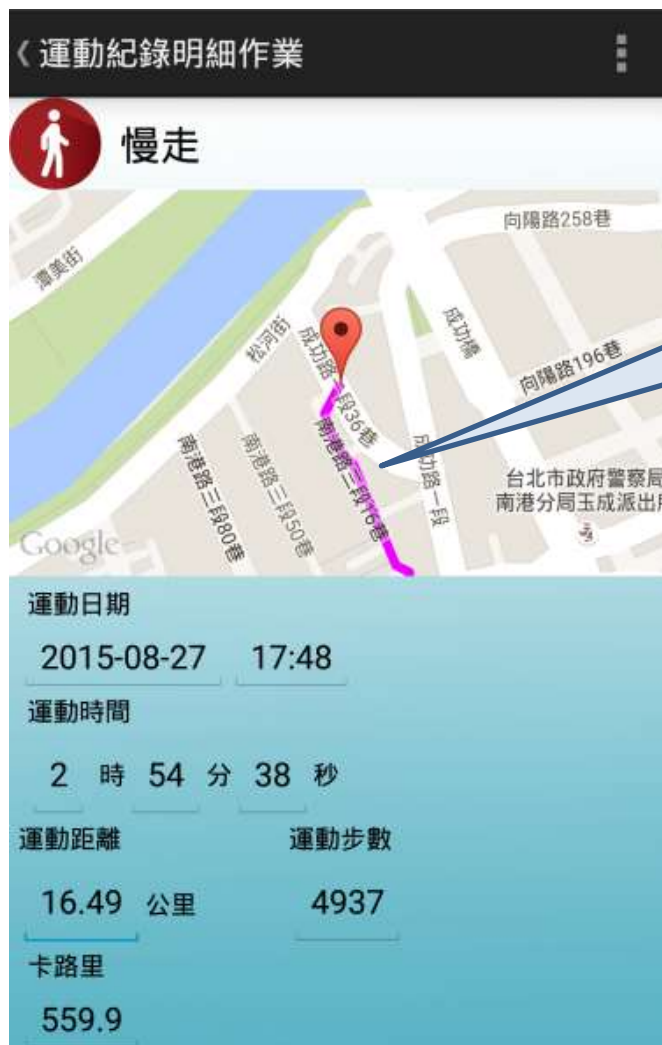 運動紀錄明細作業
慢走
向陽路258巷
潭美街
松河街
成功橋
成功路一段36巷
向陽路196巷
南港路三段80巷
南港路三段50巷
南港路三段16巷
成功路一段
台北市政府警察局
南港分局玉成派出
Google
運動日期
2015-08-27 17:48
運動時間
2 時 54 分 38 秒
運動距離 運動步數
16.49 公里 4937
卡路里
559.9